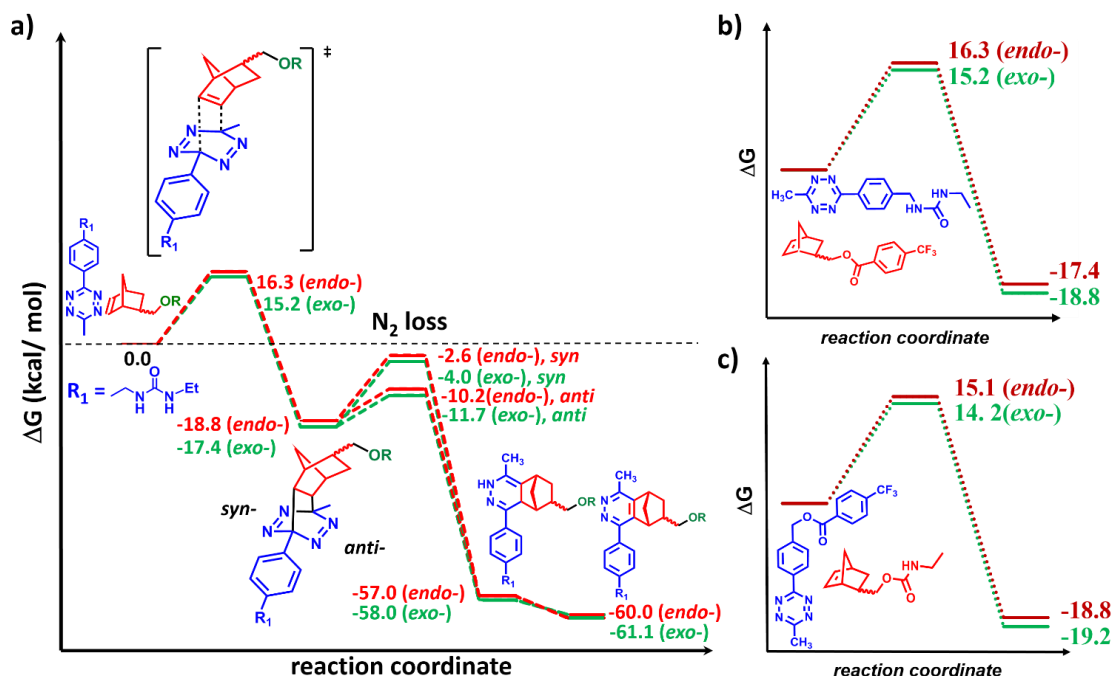 a)
‡
OR
N
N
N
N
R₁
R₁
N N
N N
OR
16.3 (endo-)
15.2 (exo-)
N₂ loss
0.0
R₁ =
O
N
H
N
H
Et
-2.6 (endo-), syn
-4.0 (exo-), syn
-10.2 (endo-), anti
-11.7 (exo-), anti
-18.8 (endo-)
-17.4 (exo-)
OR
syn-
N
N
N
N
anti-
R₁
CH₃
HN
N
OR
R₁
CH₃
N
N
OR
R₁
-57.0 (endo-)
-58.0 (exo-)
-60.0 (endo-)
-61.1 (exo-)
ΔG (kcal/ mol)
reaction coordinate
b)
16.3 (endo-)
15.2 (exo-)
ΔG
H₃C
N N
N N
NH
O
HN
O
O
CF₃
-17.4
-18.8
reaction coordinate
c)
15.1 (endo-)
14. 2(exo-)
ΔG
CF₃
O
O
HN
O
O
N N
N N
CH₃
-18.8
-19.2
reaction coordinate